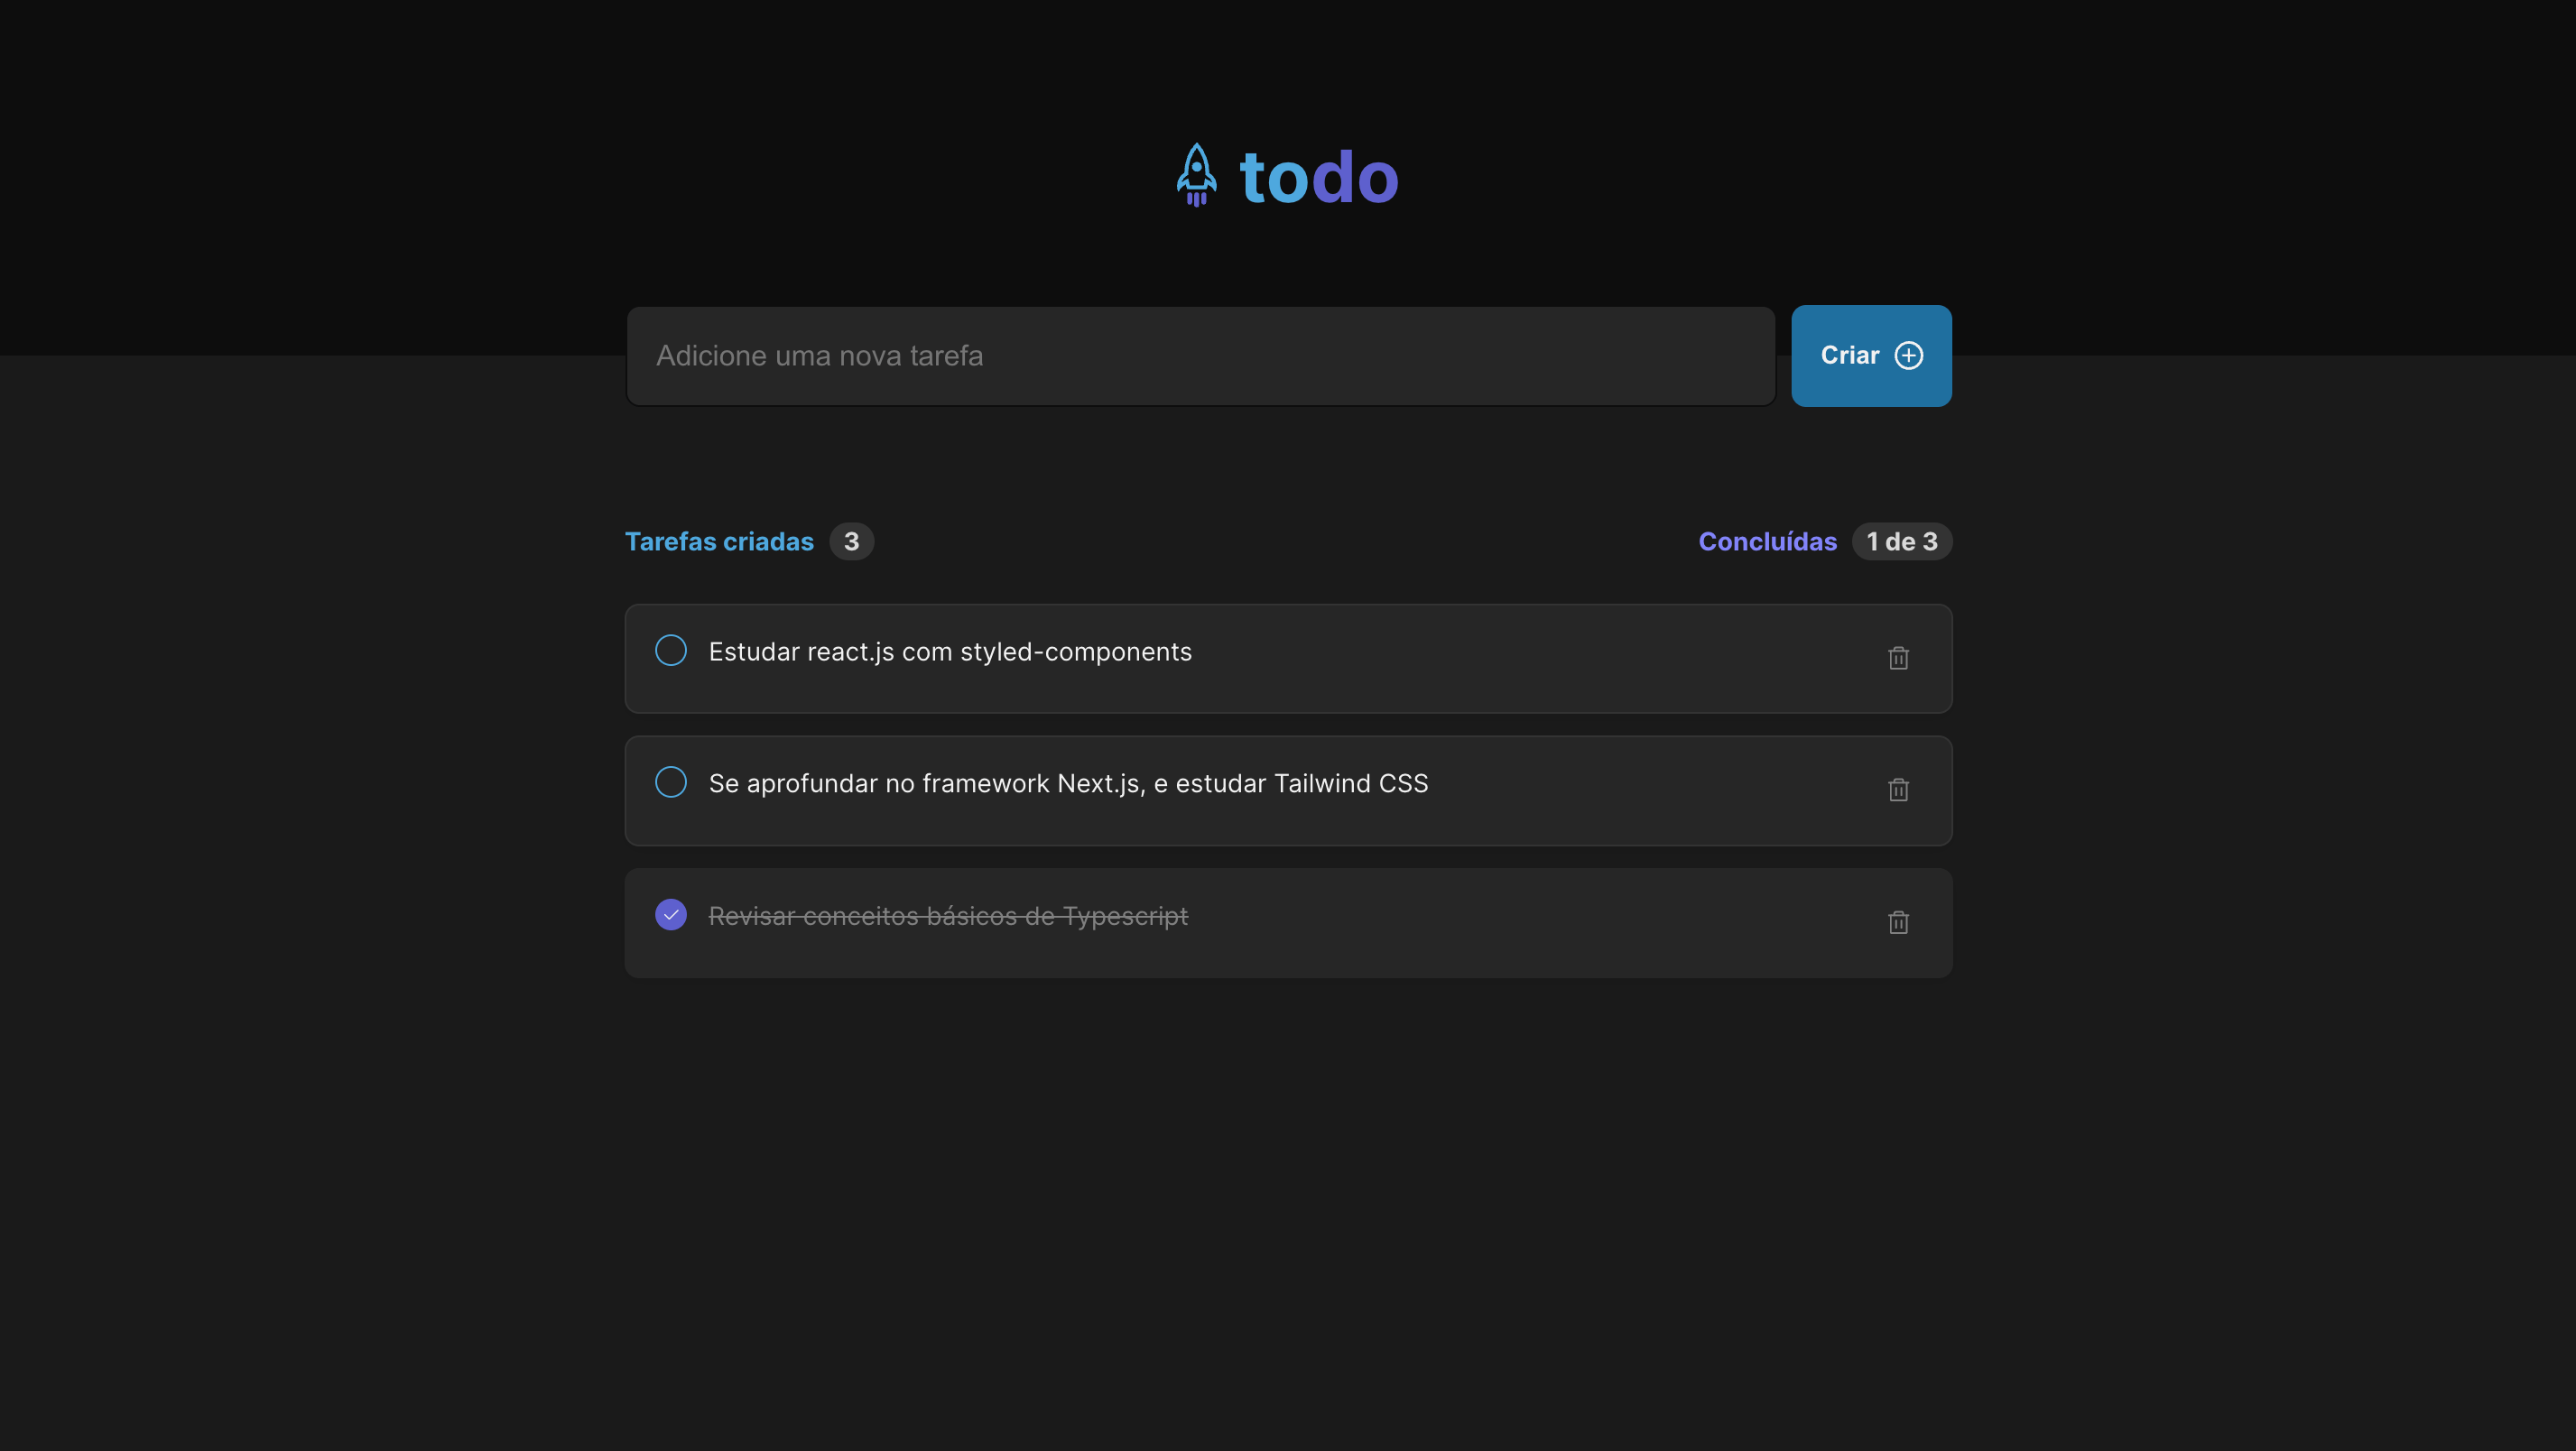 todo
Adicione uma nova tarefa
Criar
Tarefas criadas 3
Concluídas 1 de 3
Estudar react.js com styled-components
Se aprofundar no framework Next.js, e estudar Tailwind CSS
Revisar conceitos básicos de Typescript